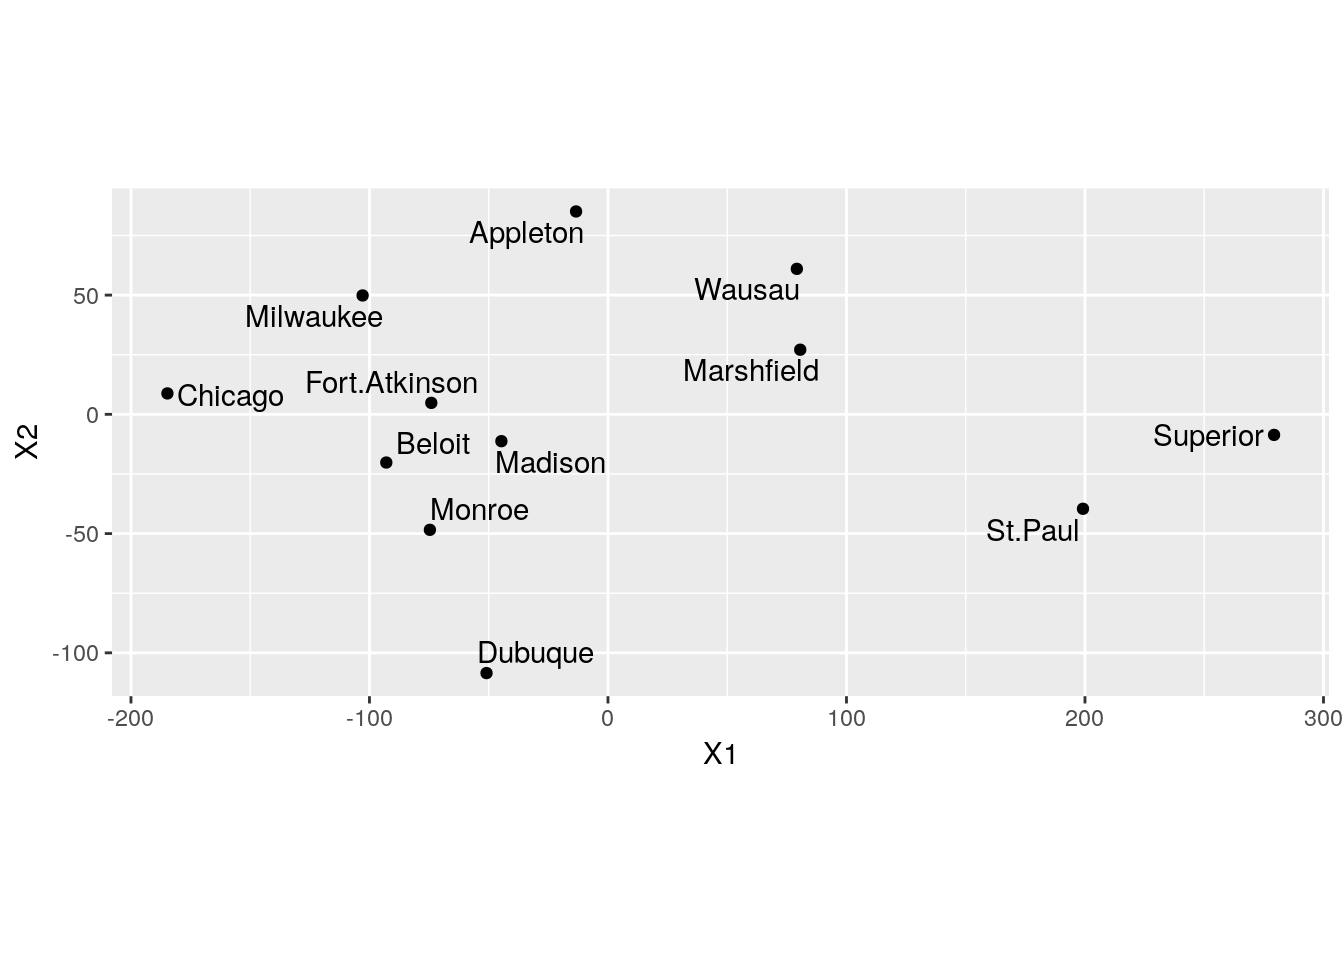 Appleton
Wausau
50
Milwaukee
Marshfield
Fort.Atkinson
Chicago
0
Beloit
Superior
Madison
Monroe
-50
St.Paul
Dubuque
-100
X2
-200 -100 0 100 200 300
X1